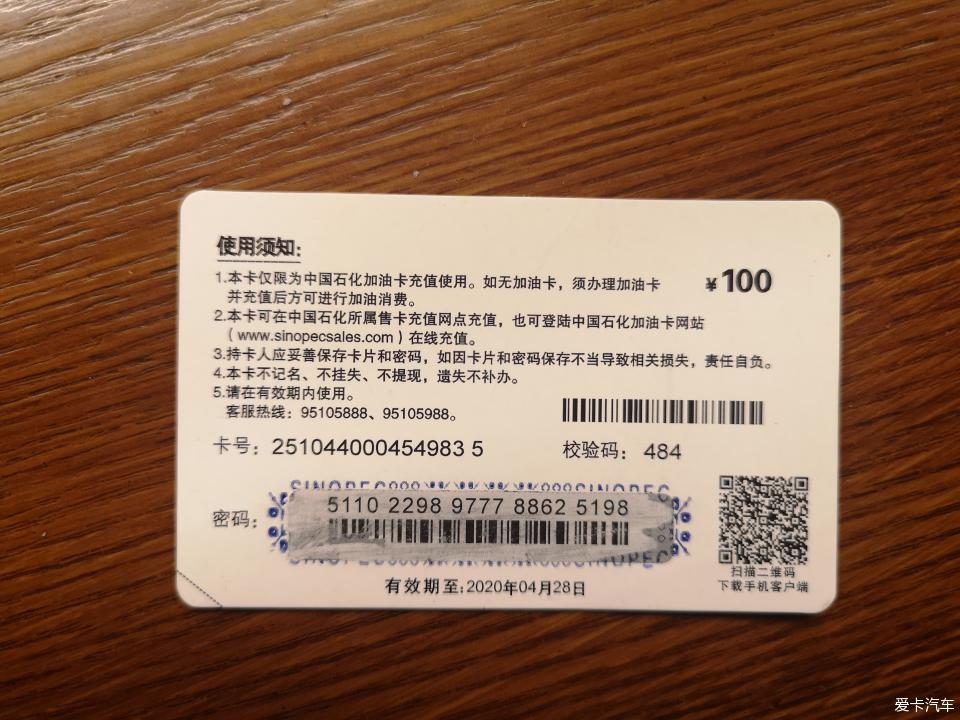 使用须知:
1.本卡仅限为中国石化加油卡充值使用。如无加油卡，须办理加油卡
并充值后方可进行加油消费。
¥100
2.本卡可在中国石化所属售卡充值网点充值，也可登陆中国石化加油卡网站
（www.sinopecsales.com）在线充值。
3.持卡人应妥善保存卡片和密码，如因卡片和密码保存不当导致相关损失，责任自负。
4.本卡不记名、不挂失、不提现，遗失不补办。
5.请在有效期内使用。
客服热线：95105888、95105988。
卡号：251044000454983 5
校验码：484
密码：
5110 2298 9777 8862 5198
扫描二维码
下载手机客户端
有效期至:2020年04月28日
爱卡汽车